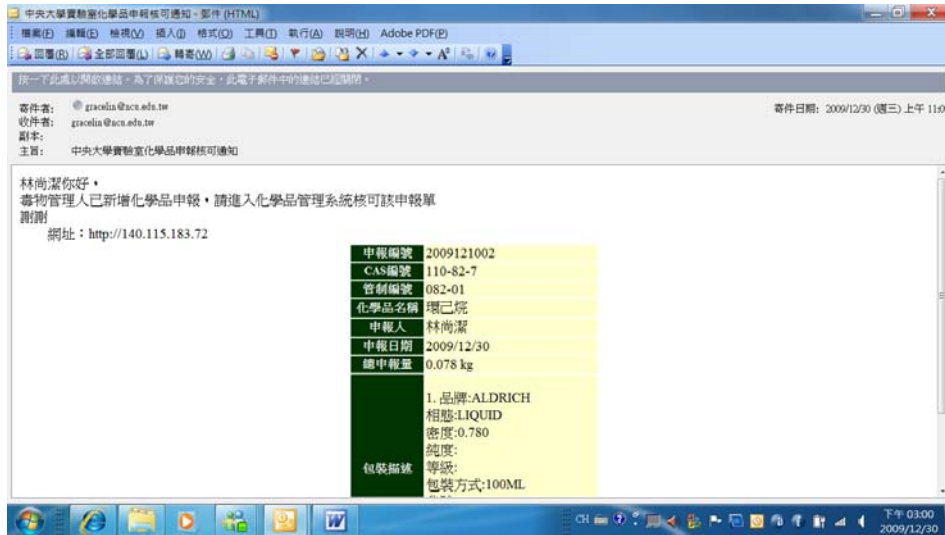 中央大學實驗室化學品申報核可通知 - 郵件 (HTML)
檔案(F) 編輯(E) 檢視(V) 插入(I) 格式(O) 工具(T) 執行(A) 說明(H) Adobe PDF(P)
回覆(R) 全部回覆(L) 轉寄(W)
按一下此處以開啟連結。為了保護您的安全，此電子郵件中的連結已經關閉。
寄件者: gracelin@ncu.edu.tw
寄件日期: 2009/12/30 (週三) 上午 11:0
收件者: gracelin@ncu.edu.tw
副本:
主旨: 中央大學實驗室化學品申報核可通知
林尚潔你好，
毒物管理人已新增化學品申報，請進入化學品管理系統核可該申報單
謝謝
網址：http://140.115.183.72
申報編號 2009121002
CAS編號 110-82-7
管制編號 082-01
化學品名稱 環己烷
申報人 林尚潔
申報日期 2009/12/30
總申報量 0.078 kg
包裝描述
1. 品牌:ALDRICH
相態:LIQUID
密度:0.780
純度:
等級:
包裝方式:100ML
CH
下午 03:00
2009/12/30